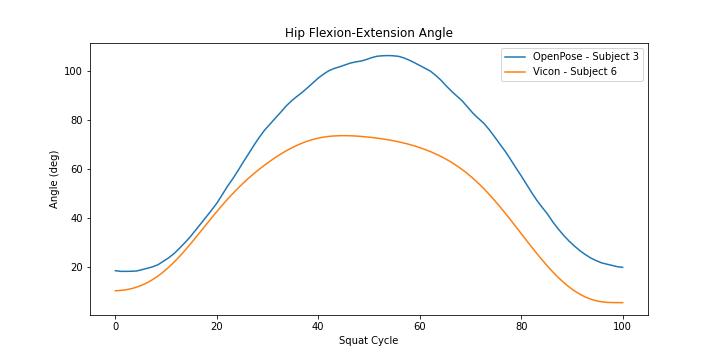 Hip Flexion-Extension Angle
OpenPose - Subject 3
Vicon - Subject 6
100
80
60
40
20
Angle (deg)
0 20 40 60 80 100
Squat Cycle